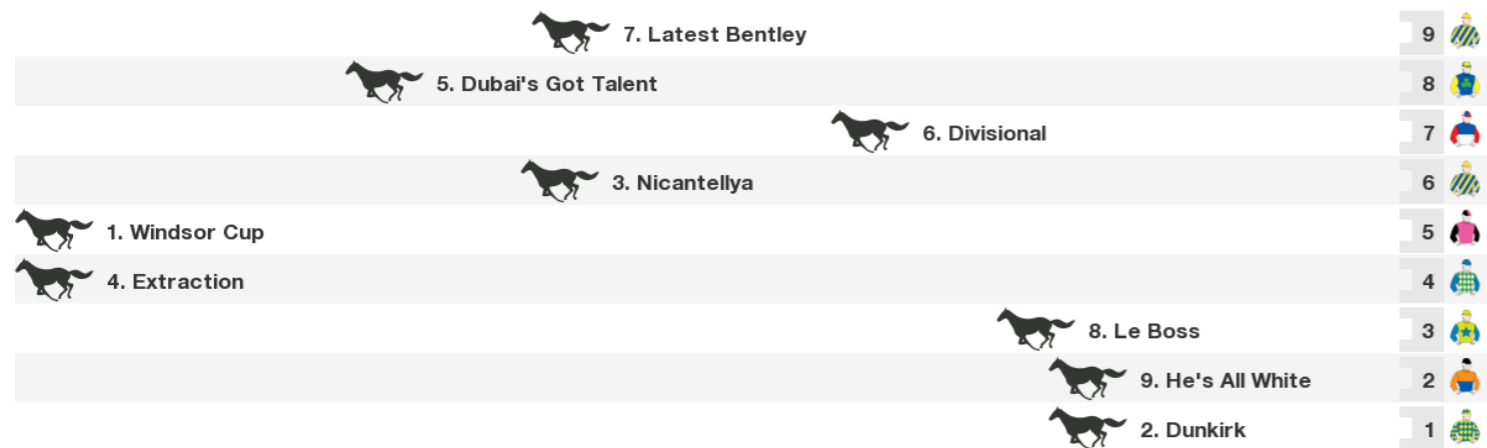 7. Latest Bentley 9
5. Dubai's Got Talent 8
6. Divisional 7
3. Nicantellya 6
1. Windsor Cup 5
4. Extraction 4
8. Le Boss 3
9. He's All White 2
2. Dunkirk 1